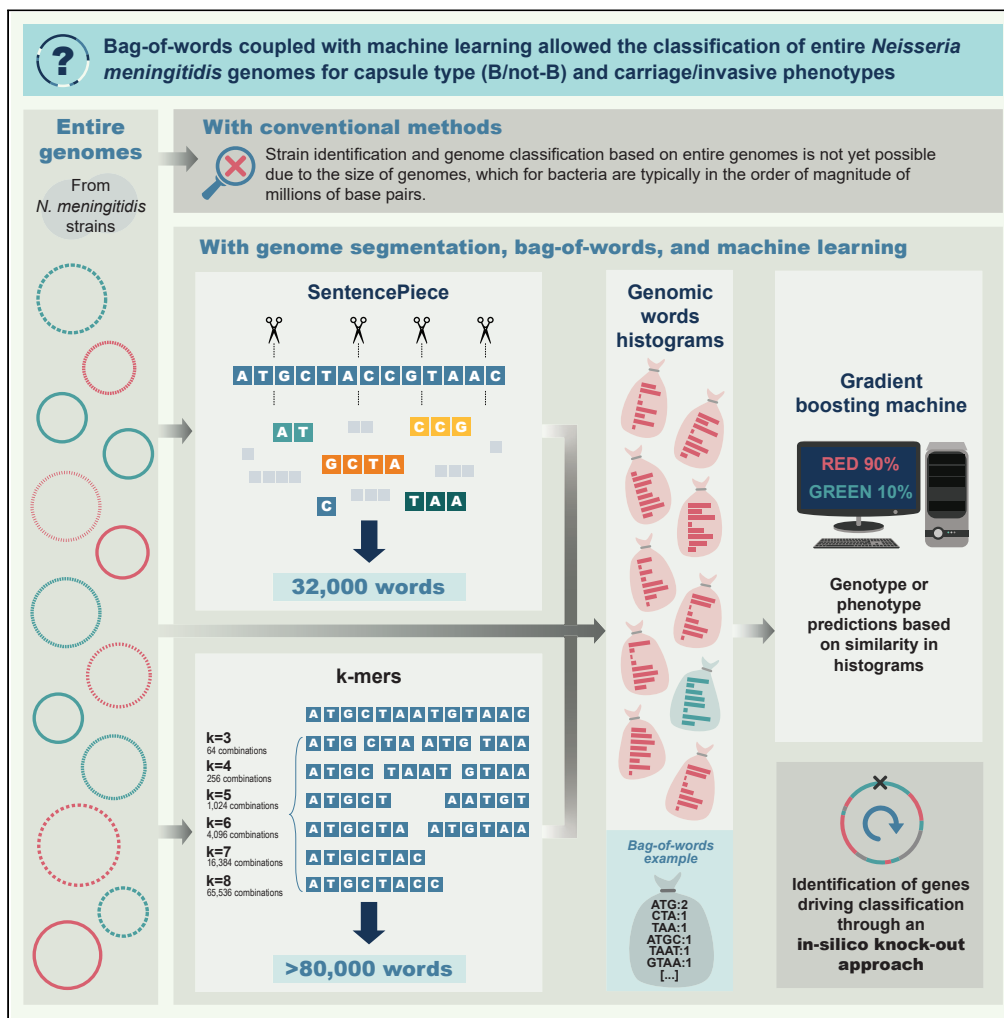 ?
Bag-of-words coupled with machine learning allowed the classification of entire Neisseria
meningitidis genomes for capsule type (B/not-B) and carriage/invasive phenotypes
Entire
genomes
From
N. meningitidis
strains
With conventional methods
Strain identification and genome classification based on entire genomes is not yet possible
due to the size of genomes, which for bacteria are typically in the order of magnitude of
millions of base pairs.
With genome segmentation, bag-of-words, and machine learning
SentencePiece
A T G C T A C C G T A A C
A T
C C G
G C T A
C
T A A
32,000 words
k-mers
A T G C T A A T G T A A C
k=3
64 combinations
A T G C T A A T G T A A
k=4
256 combinations
A T G C T A A T G T A A
k=5
1,024 combinations
A T G C T A A T G T
k=6
4,096 combinations
A T G C T A A T G T A A
k=7
16,384 combinations
A T G C T A C
k=8
65,536 combinations
A T G C T A C C
>80,000 words
Genomic
words
histograms
Bag-of-words
example
ATG:2
CTA:1
TAA:1
ATGC:1
TAAT:1
GTAA:1
[...]
Gradient
boosting machine
RED 90%
GREEN 10%
Genotype or
phenotype
predictions based
on similarity in
histograms
Identification of genes
driving classification
through an
in-silico knock-out
approach